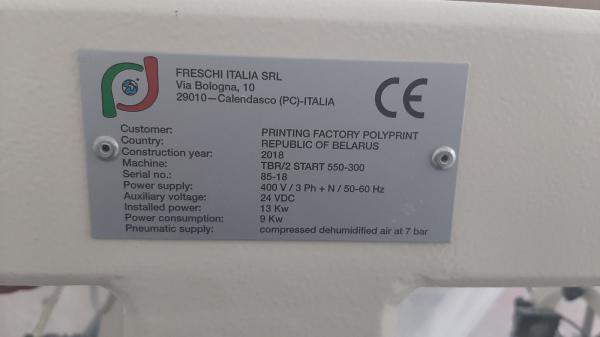 FRESCHI ITALIA SRL
Via Bologna, 10
29010—Calendasco (PC)-ITALIA
CE
Customer: PRINTING FACTORY POLYPRINT
Country: REPUBLIC OF BELARUS
Construction year: 2018
Machine: TBR/2 START 550-300
Serial no.: 85-18
Power supply: 400 V / 3 Ph + N / 50-60 Hz
Auxiliary voltage: 24 VDC
Installed power: 13 Kw
Power consumption: 9 Kw
Pneumatic supply: compressed dehumidified air at 7 bar